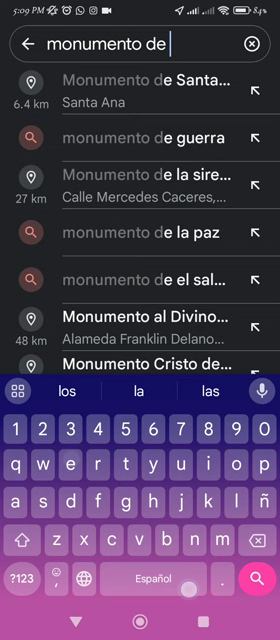 5:09 PM 84%
monumento de
Monumento de Santa...
6.4 km Santa Ana
monumento de guerra
Monumento de la sire...
27 km Calle Mercedes Caceres,...
monumento de la paz
monumento de el sal...
Monumento al Divino...
48 km Alameda Franklin Delano...
Monumento Cristo de...
los la las
1 2 3 4 5 6 7 8 9 0
q w e r t y u i o p
a s d f g h j k l ñ
z x c v b n m
?123 , Español .